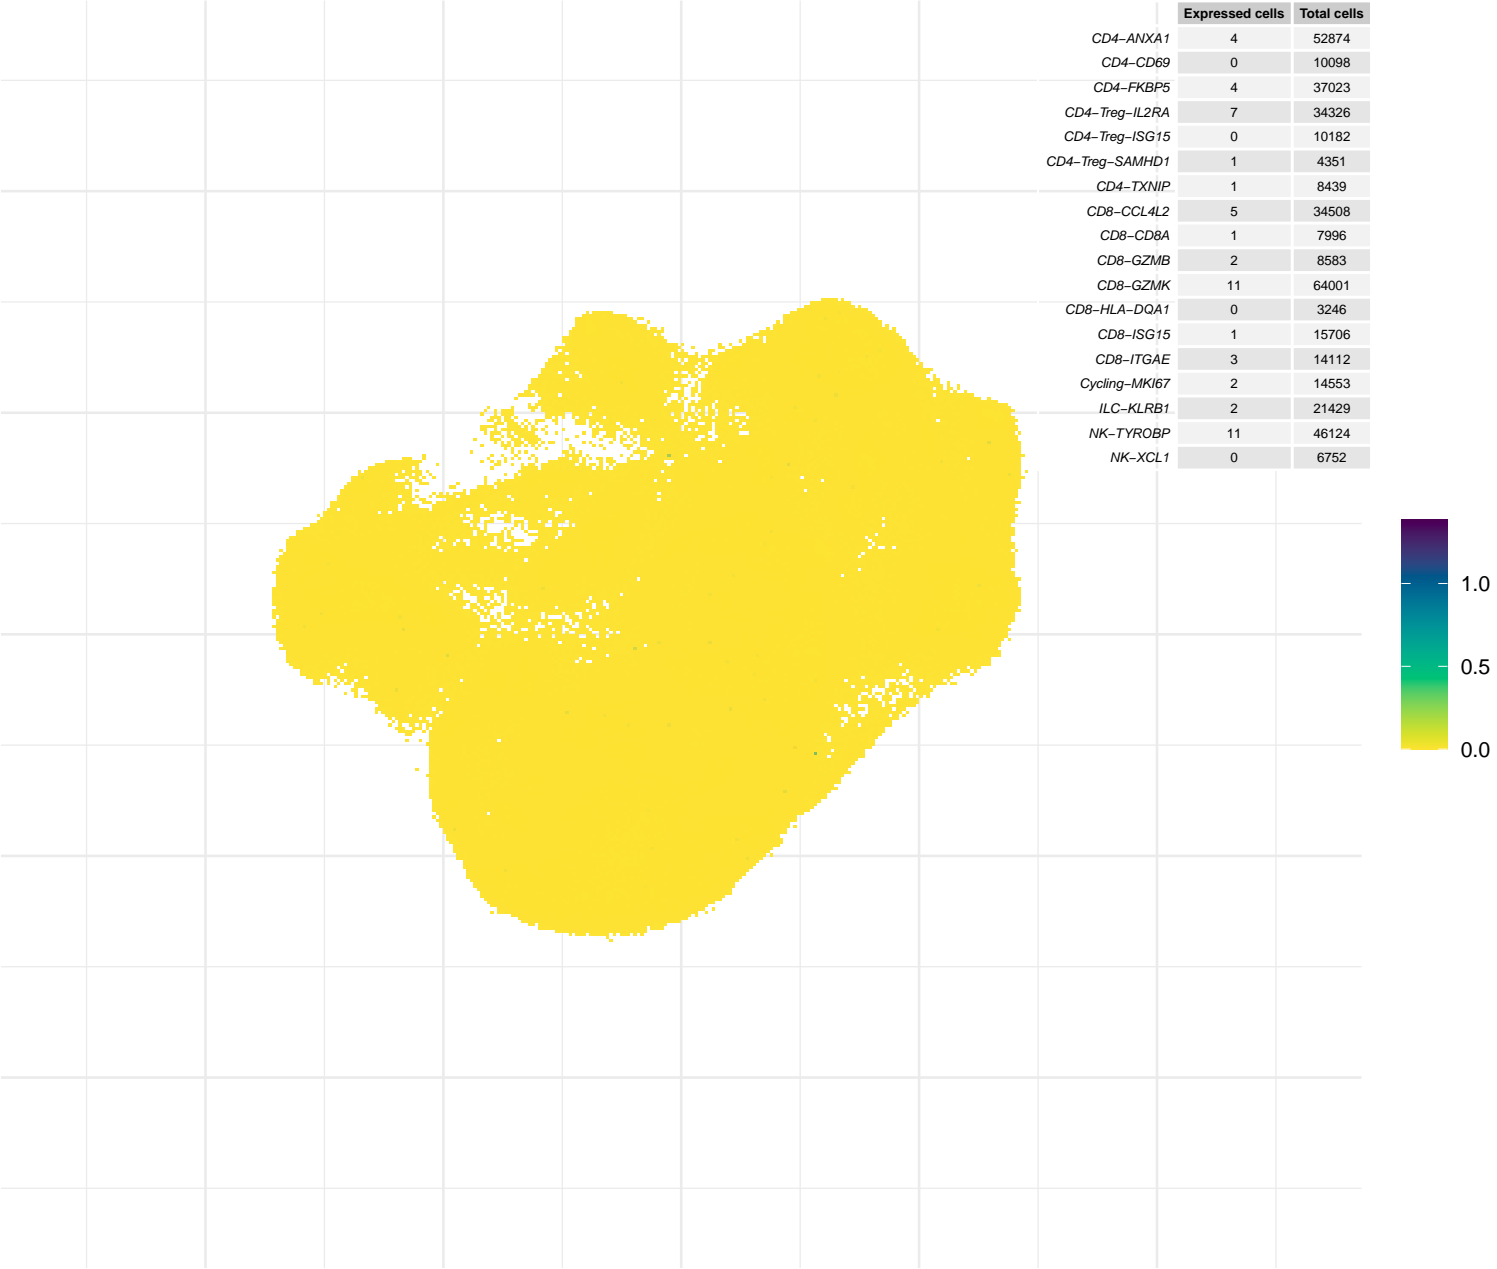 Expressed cells Total cells
CD4−ANXA1 4 52874
CD4−CD69 0 10098
CD4−FKBP5 4 37023
CD4−Treg−IL2RA 7 34326
CD4−Treg−ISG15 0 10182
CD4−Treg−SAMHD1 1 4351
CD4−TXNIP 1 8439
CD8−CCL4L2 5 34508
CD8−CD8A 1 7996
CD8−GZMB 2 8583
CD8−GZMK 11 64001
CD8−HLA−DQA1 0 3246
CD8−ISG15 1 15706
CD8−ITGAE 3 14112
Cycling−MKI67 2 14553
ILC−KLRB1 2 21429
NK−TYROBP 11 46124
NK−XCL1 0 6752
1.0
0.5
0.0